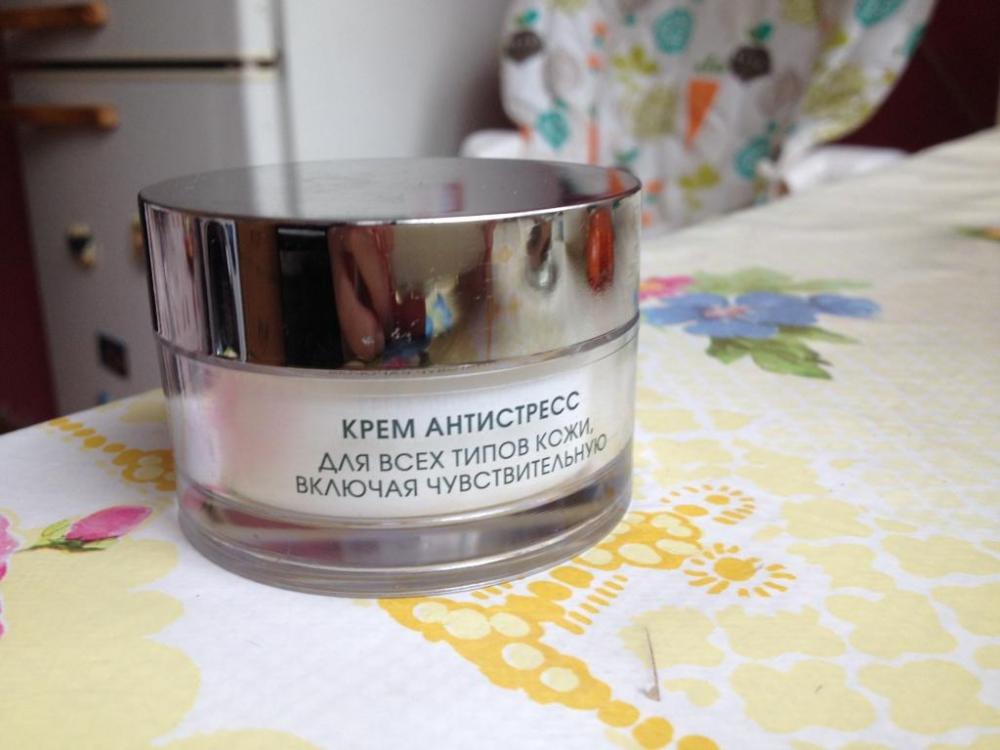 КРЕМ АНТИСТРЕСС
ДЛЯ ВСЕХ ТИПОВ КОЖИ,
ВКЛЮЧАЯ ЧУВСТВИТЕЛЬНУЮ